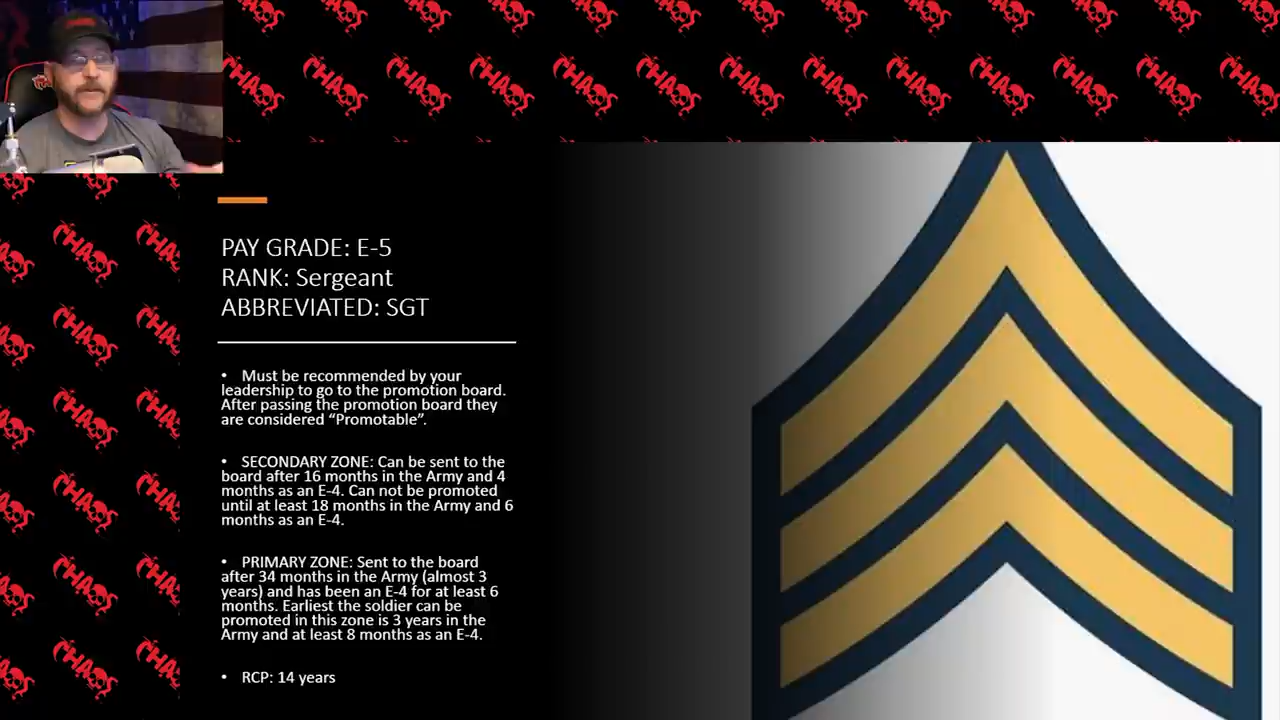 CHAOS
PAY GRADE: E-5
RANK: Sergeant
ABBREVIATED: SGT
• Must be recommended by your
leadership to go to the promotion board.
After passing the promotion board they
are considered “Promotable”.
• SECONDARY ZONE: Can be sent to the
board after 16 months in the Army and 4
months as an E-4. Can not be promoted
until at least 18 months in the Army and 6
months as an E-4.
• PRIMARY ZONE: Sent to the board
after 34 months in the Army (almost 3
years) and has been an E-4 for at least 6
months. Earliest the soldier can be
promoted in this zone is 3 years in the
Army and at least 8 months as an E-4.
• RCP: 14 years